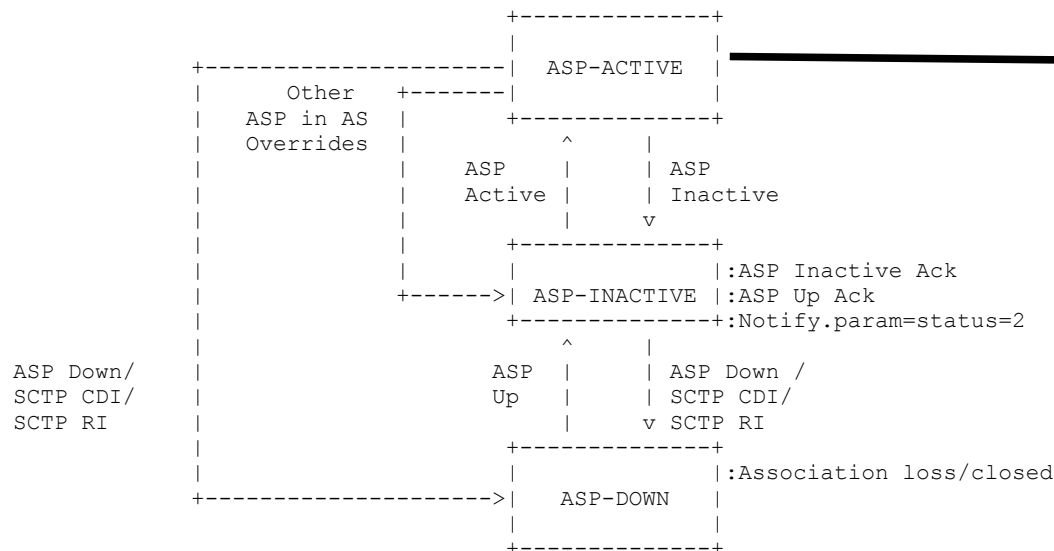 ASP-ACTIVE
Other
ASP in AS
Overrides
ASP
Active
ASP
Inactive
:ASP Inactive Ack
ASP-INACTIVE :ASP Up Ack
:Notify.param=status=2
ASP Down/
SCTP CDI/
SCTP RI
ASP
Up
ASP Down /
SCTP CDI/
SCTP RI
:Association loss/closed
ASP-DOWN